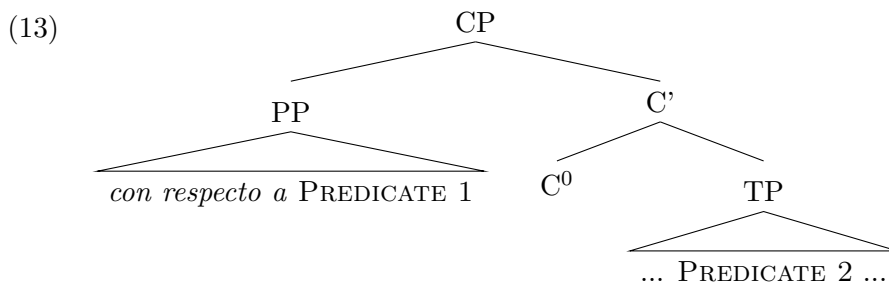 (13) CP
PP C’
con respecto a PREDICATE 1 C⁰ TP
... PREDICATE 2 ...